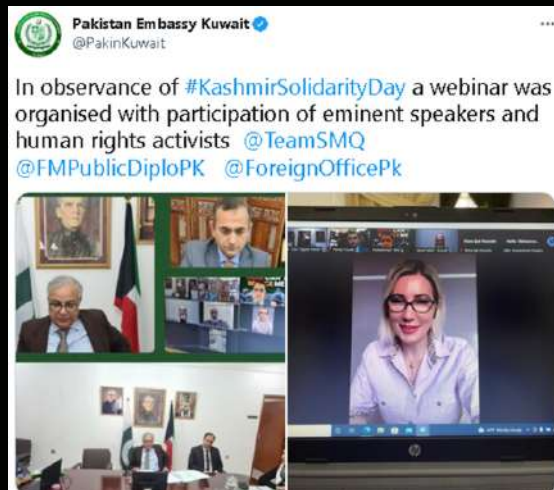 Pakistan Embassy Kuwait
@PakinKuwait
In observance of #KashmirSolidarityDay a webinar was
organised with participation of eminent speakers and
human rights activists @TeamSMQ
@FMPublicDiploPK @ForeignOfficePk
hp